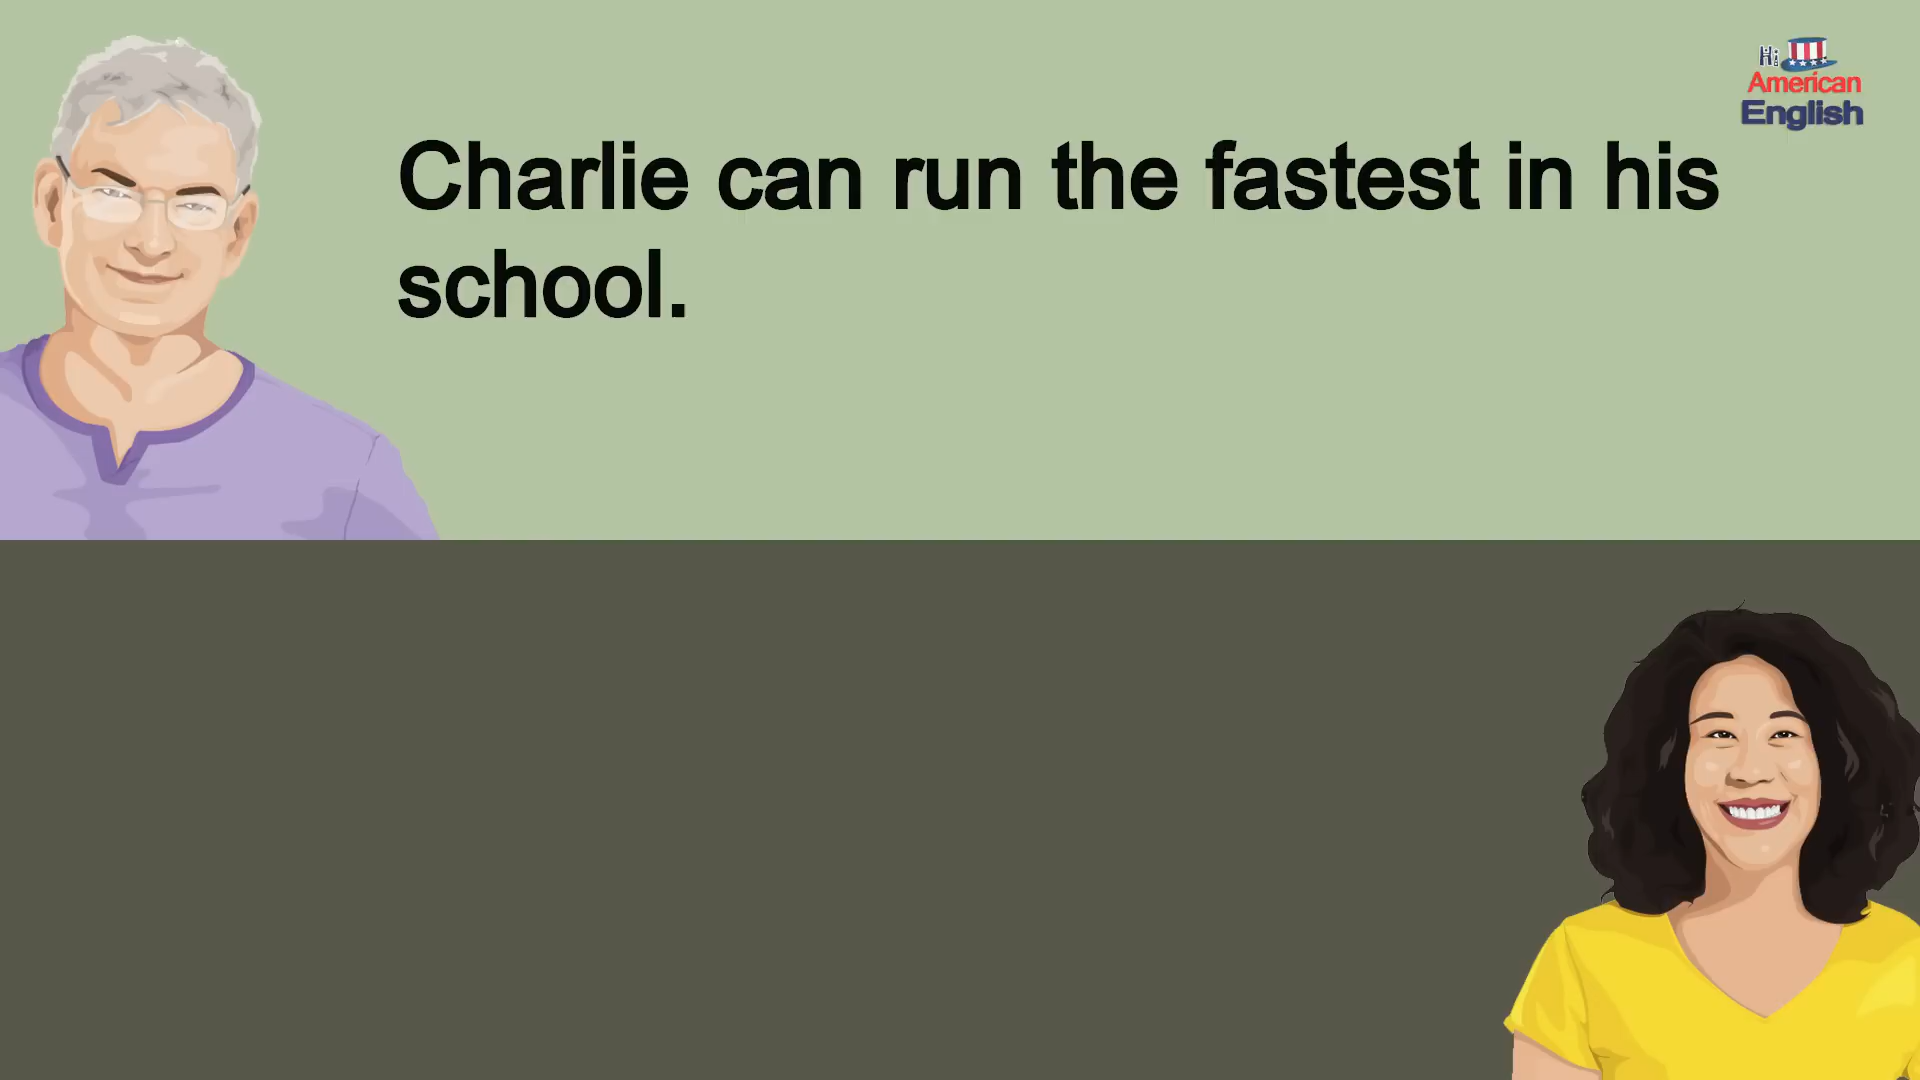 Hi
American
English
Charlie can run the fastest in his
school.